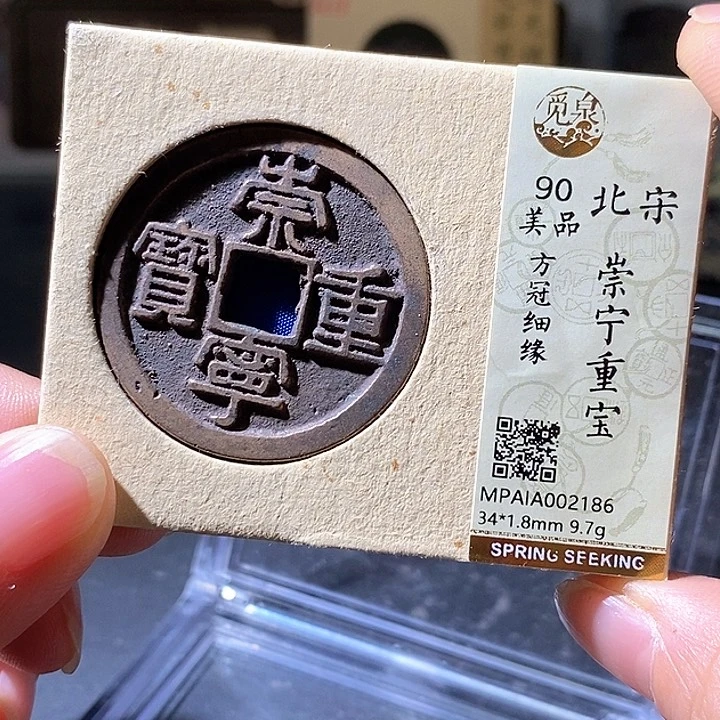 崇
重
寧
寶
觅泉
北宋
崇宁重宝
90
美品
方冠细缘
MPAIA002186
34*1.8mm 9.7g
SPRING SEEKING